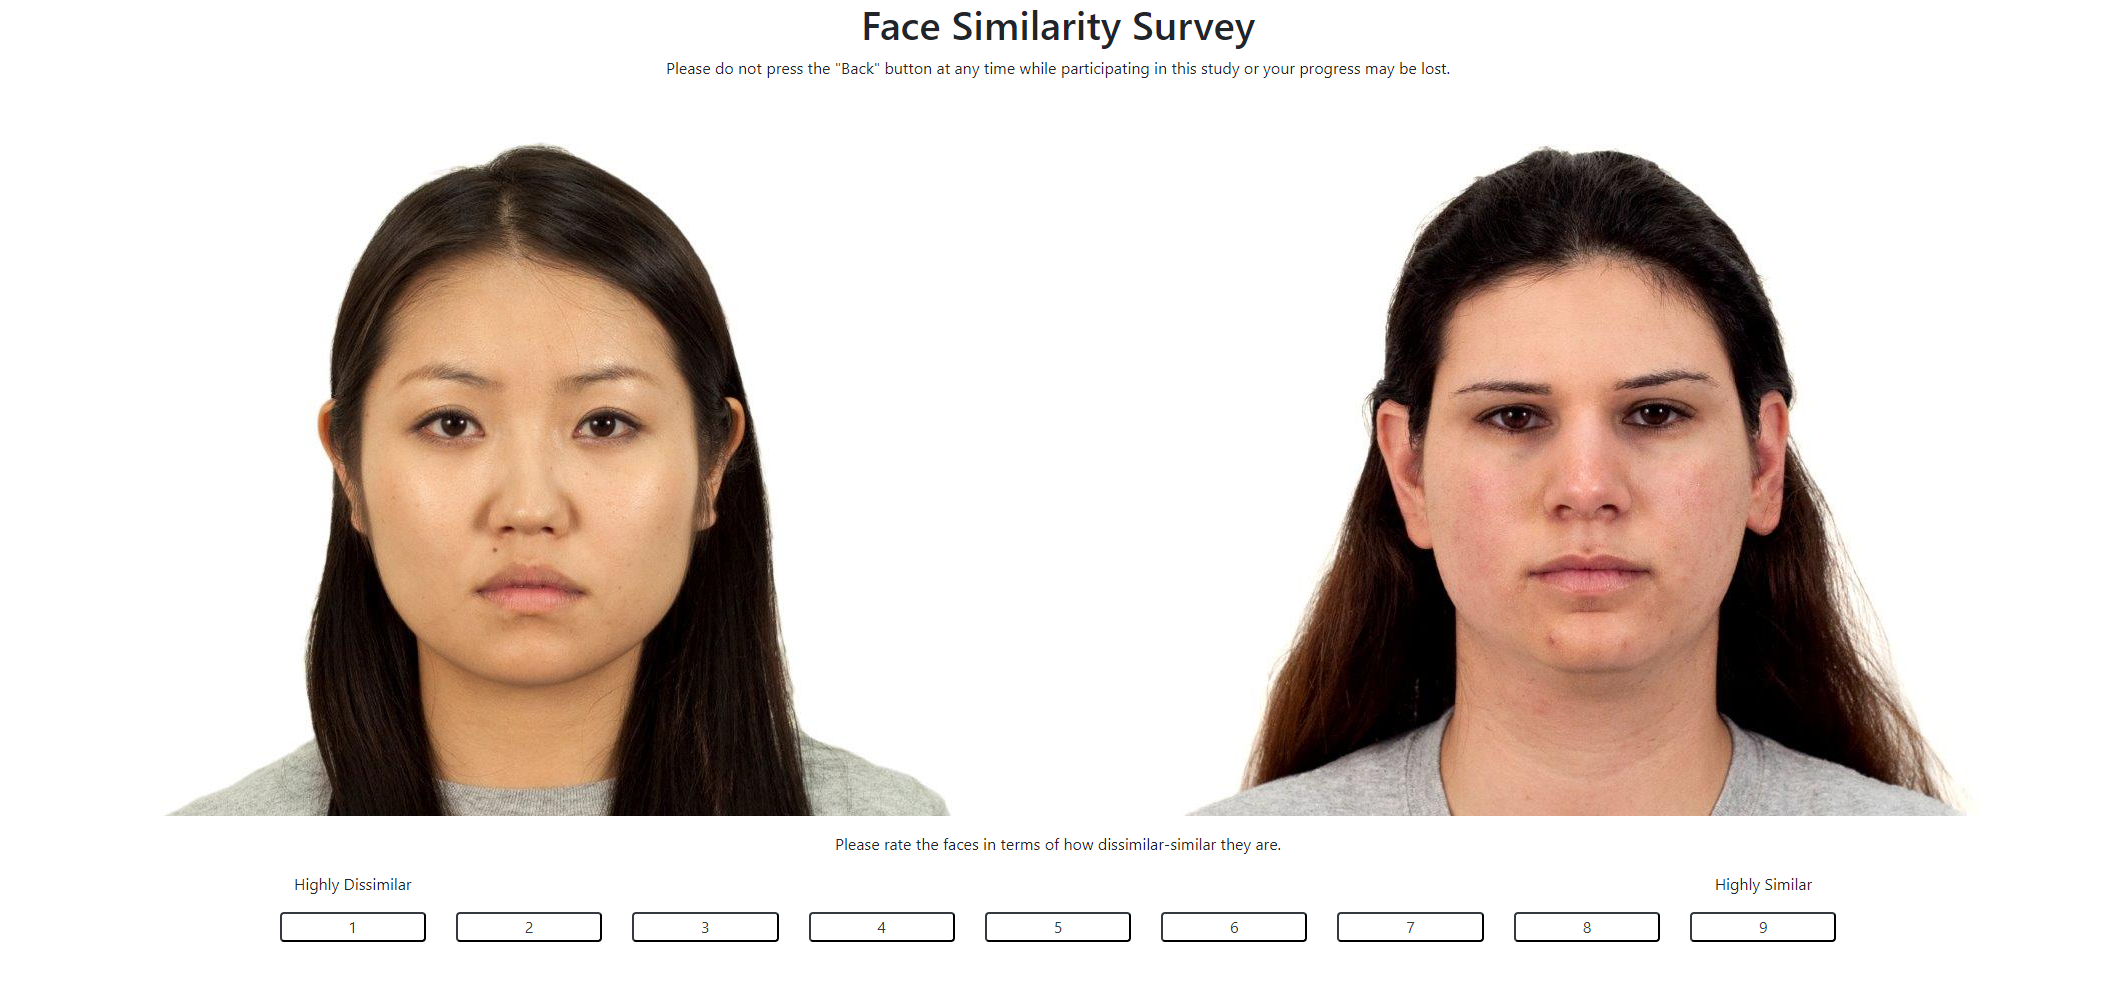 Face Similarity Survey
Please do not press the "Back" button at any time while participating in this study or your progress may be lost.
Please rate the faces in terms of how dissimilar-similar they are.
Highly Dissimilar Highly Similar
1 2 3 4 5 6 7 8 9